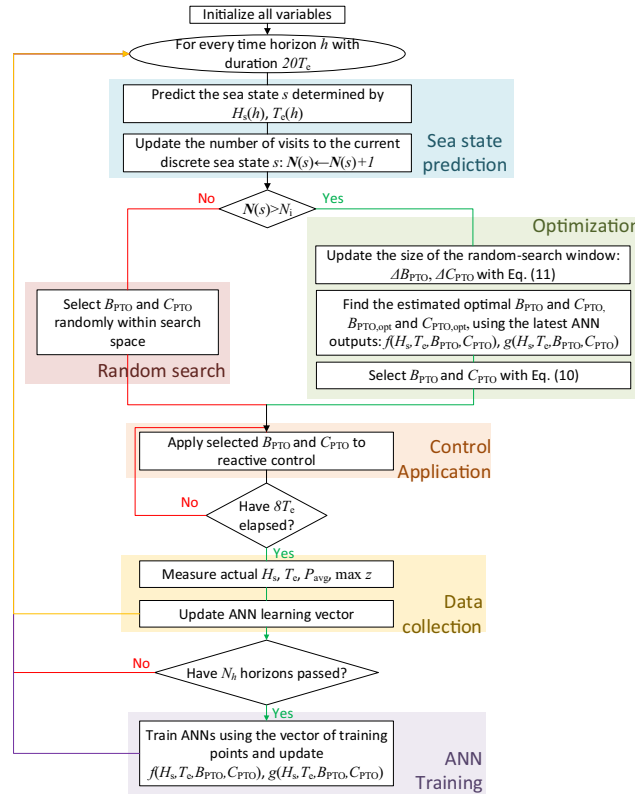 Initialize all variables
For every time horizon h with
duration 20Te
Predict the sea state s determined by
Hs(h), Te(h)
Update the number of visits to the current
discrete sea state s: N(s)←N(s)+1
Sea state
prediction
No
Yes
N(s)>Ni
Optimization
Update the size of the random-search window:
ΔBPTO, ΔCPTO with Eq. (11)
Select BPTO and CPTO
randomly within search
space
Random search
Find the estimated optimal BPTO and CPTO,
BPTO,opt and CPTO,opt, using the latest ANN
outputs: f(Hs,Te,BPTO,CPTO), g(Hs,Te,BPTO,CPTO)
Select BPTO and CPTO with Eq. (10)
Apply selected BPTO and CPTO to
reactive control
Control
Application
No
Have 8Te
elapsed?
Yes
Measure actual Hs, Te, Pavg, max z
Update ANN learning vector
Data
collection
No
Have Nh horizons passed?
Yes
Train ANNs using the vector of training
points and update
f(Hs,Te,BPTO,CPTO), g(Hs,Te,BPTO,CPTO)
ANN
Training